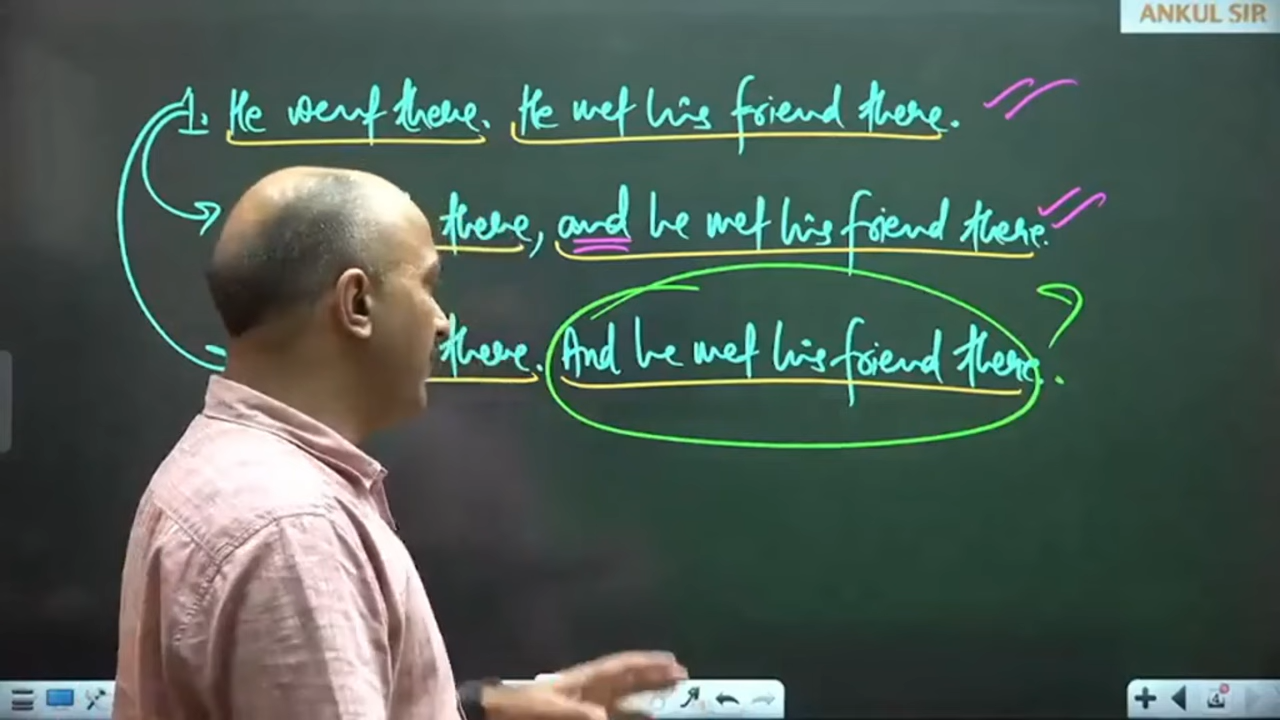 ANKUL SIR
1. He went there. He met his friend there.
there, and he met his friend there.
there. And he met his friend there. ?